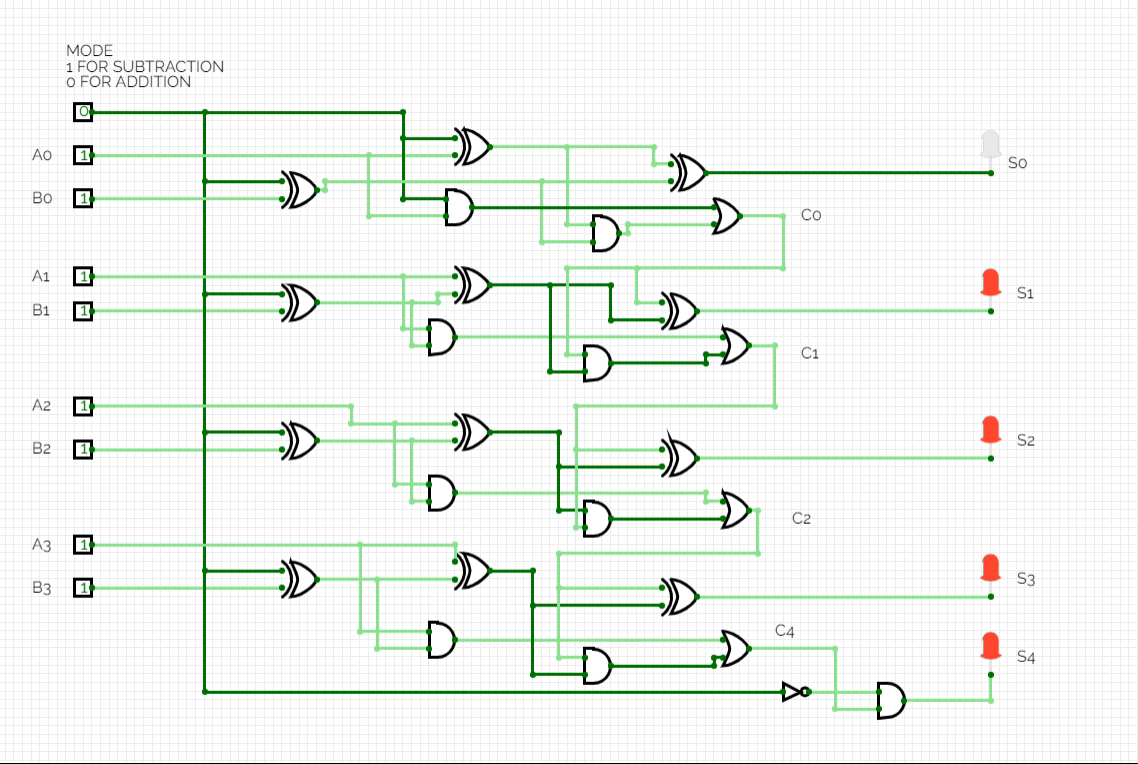 MODE
1 FOR SUBTRACTION
0 FOR ADDITION
0
A0 1
S0
B0 1
C0
A1 1
S1
B1 1
C1
A2 1
S2
B2 1
C2
A3 1
S3
B3 1
C4
S4